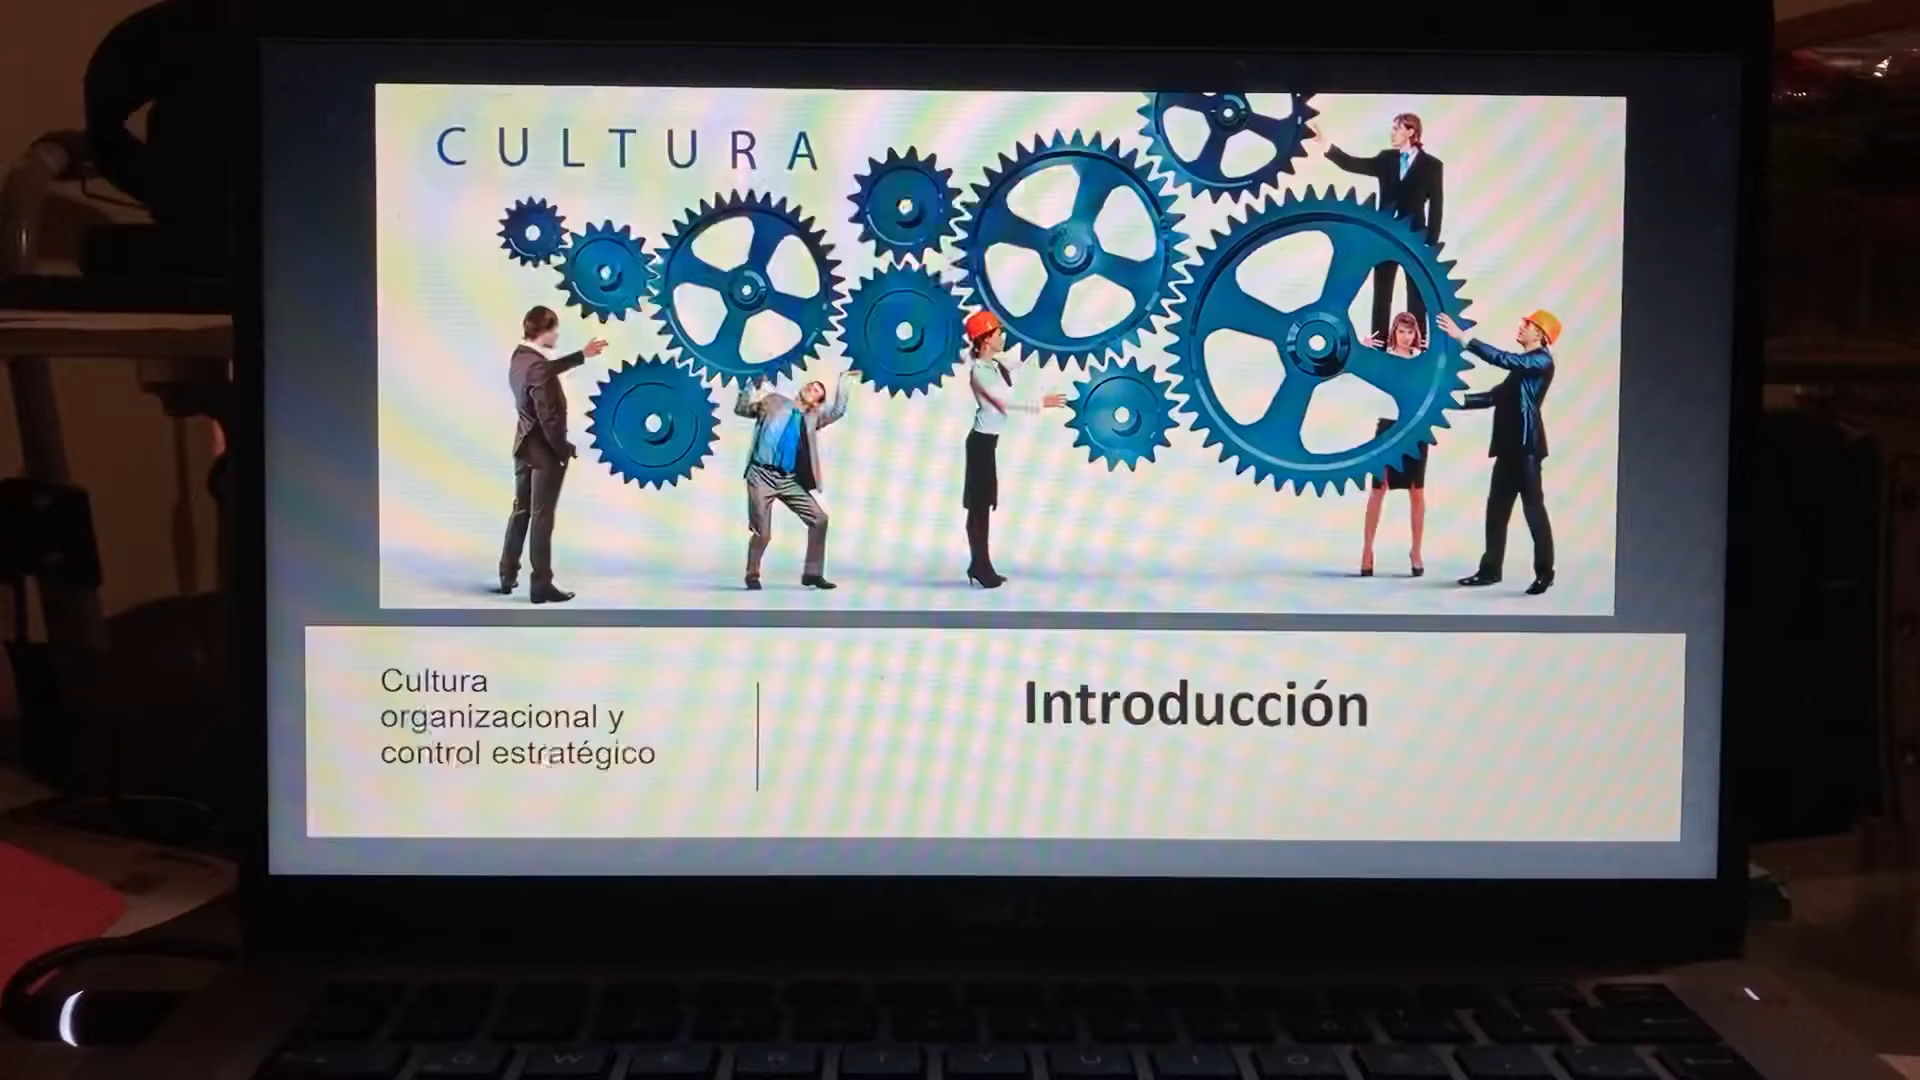 CULTURA
Cultura
organizacional y
control estratégico
Introducción